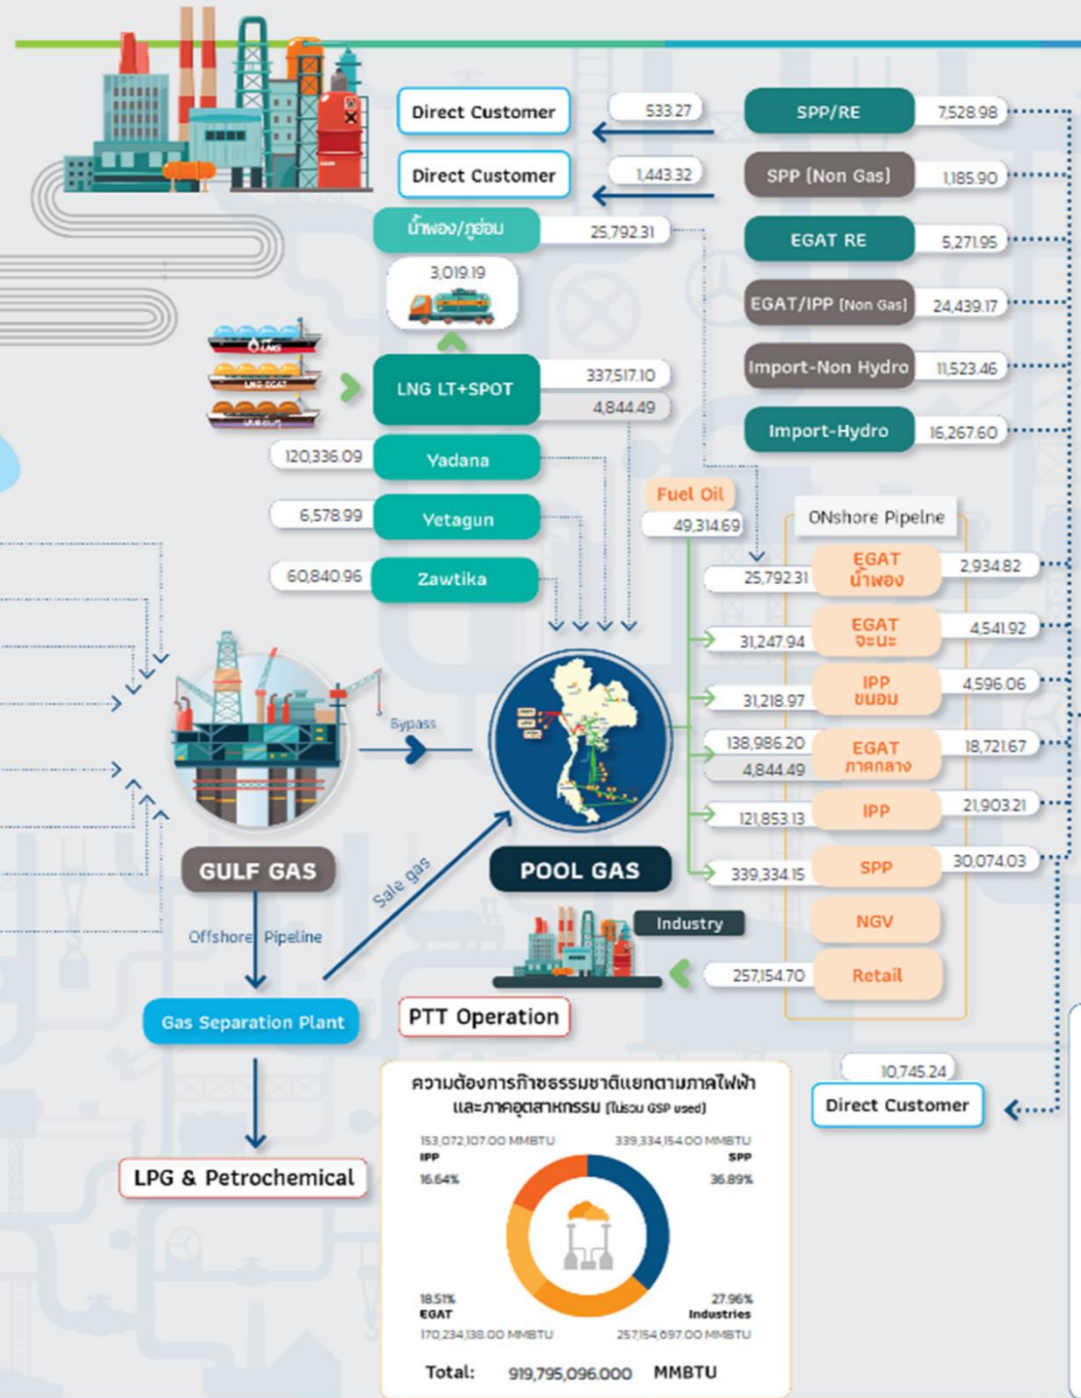 Direct Customer
533.27
SPP/RE
7,528.98
Direct Customer
1,443.32
SPP (Non Gas)
1,185.90
น้ำพอง/ภูฮ่อม
25,792.31
EGAT RE
5,271.95
3,019.19
EGAT/IPP (Non Gas)
24,439.17
LNG LT+SPOT
337,517.10
4,844.49
Import-Non Hydro
11,523.46
Import-Hydro
16,267.60
LNG EGAT
120,336.09
Yadana
6,578.99
Yetagun
60,840.96
Zawtika
Fuel Oil
49,314.69
ONshore Pipelne
25,792.31
EGAT
น้ำพอง
2,934.82
31,247.94
EGAT
จะนะ
4,541.92
31,218.97
IPP
ขนอม
4,596.06
138,986.20
4,844.49
EGAT
ภาคกลาง
18,721.67
121,853.13
IPP
21,903.21
339,334.15
SPP
30,074.03
NGV
257,154.70
Retail
Bypass
GULF GAS
POOL GAS
Sale gas
Offshore Pipeline
Industry
Gas Separation Plant
PTT Operation
LPG & Petrochemical
10,745.24
Direct Customer
ความต้องการก๊าซธรรมชาติแยกตามภาคไฟฟ้า
และภาคอุตสาหกรรม (ไม่รวม GSP used)
153,072,107.00 MMBTU
IPP
16.64%
339,334,154.00 MMBTU
SPP
36.89%
18.51%
EGAT
170,234,138.00 MMBTU
27.96%
Industries
257,154,697.00 MMBTU
Total: 919,795,096.000 MMBTU